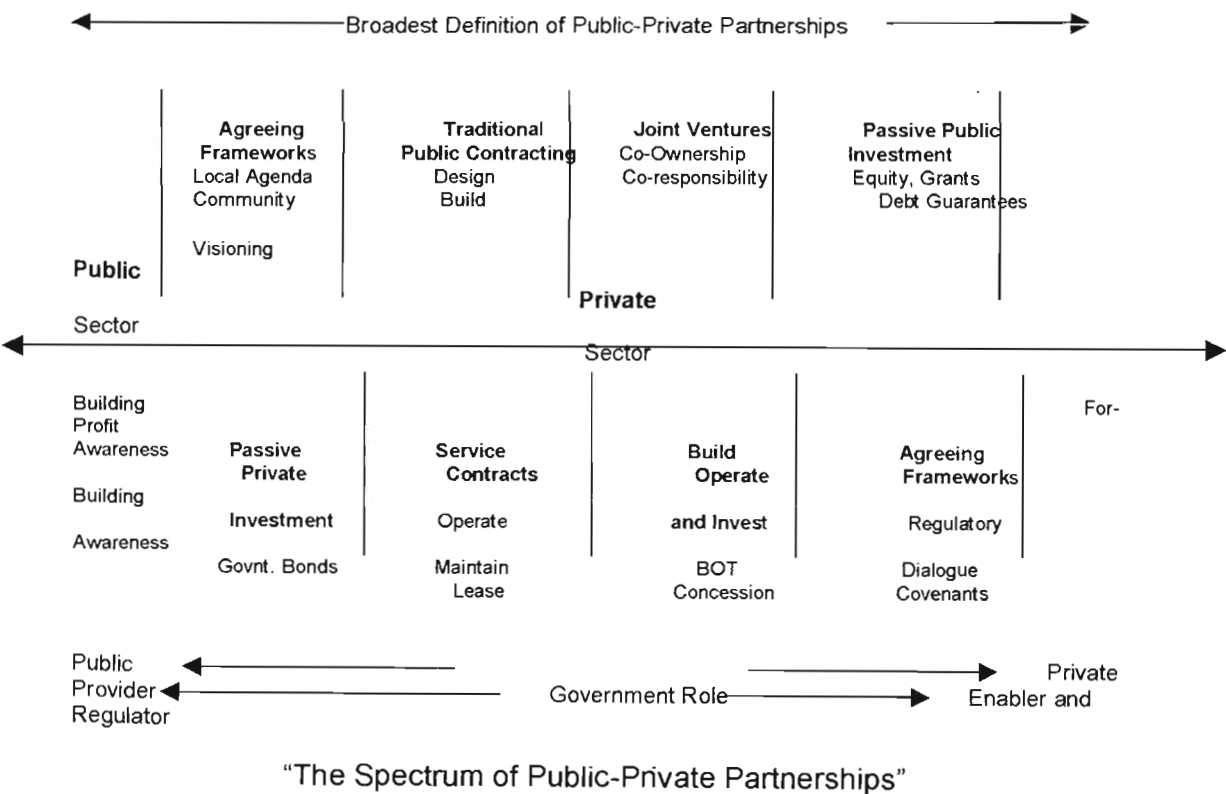 Broadest Definition of Public-Private Partnerships
Agreeing
Frameworks
Local Agenda
Community
Visioning
Traditional
Public Contracting
Design
Build
Joint Ventures
Co-Ownership
Co-responsibility
Passive Public
Investment
Equity, Grants
Debt Guarantees
Public
Sector
Private
Sector
Building
Profit
Awareness
Building
Awareness
Passive
Private
Investment
Govnt. Bonds
Service
Contracts
Operate
Maintain
Lease
Build
Operate
and Invest
BOT
Concession
Agreeing
Frameworks
Regulatory
Dialogue
Covenants
For-
Public
Private
Provider
Government Role
Enabler and
Regulator
“The Spectrum of Public-Private Partnerships”